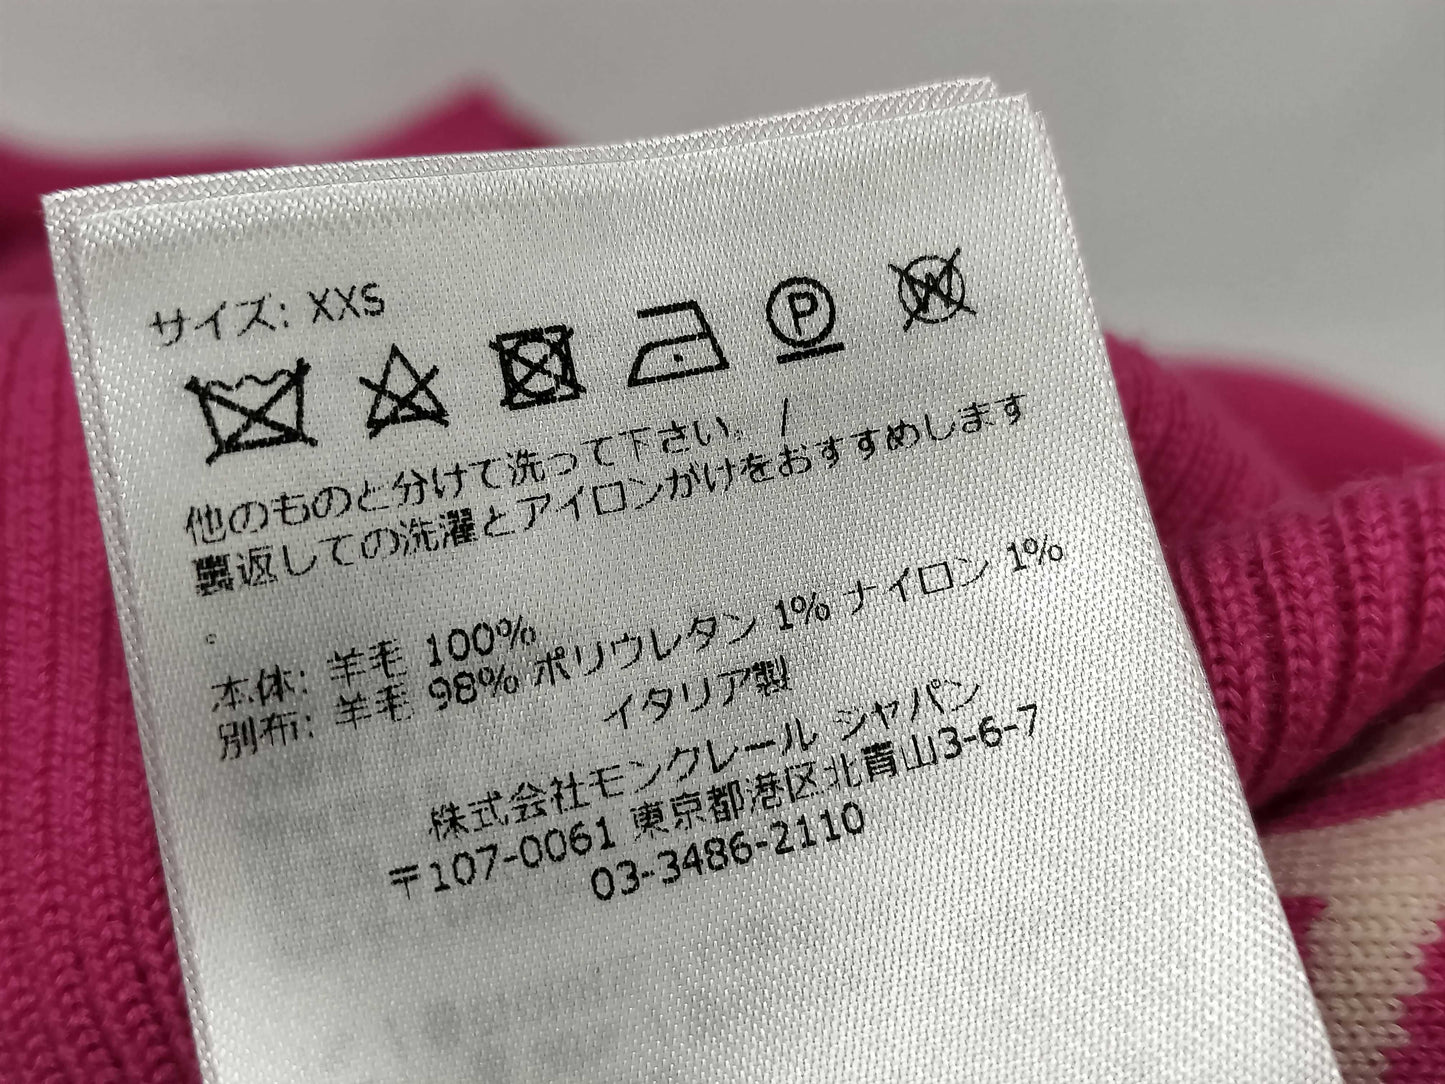 サイズ: XXS
P W
他のものと分けて洗って下さい。 /
裏返しての洗濯とアイロンがけをおすすめします
。
本体: 羊毛 100%
別布: 羊毛 98% ポリウレタン 1% ナイロン 1%
イタリア製
株式会社モンクレール ジャパン
〒107-0061 東京都港区北青山3-6-7
03-3486-2110